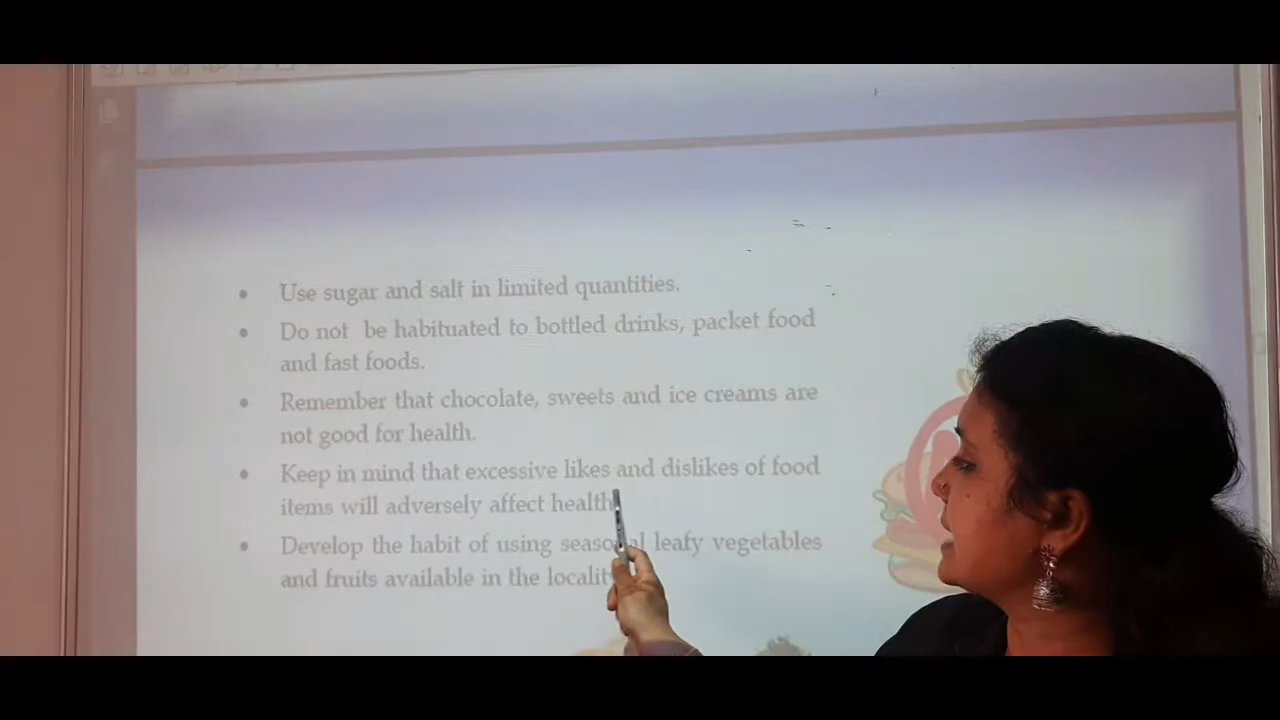 • Use sugar and salt in limited quantities.
• Do not be habituated to bottled drinks, packet food
and fast foods.
• Remember that chocolate, sweets and ice creams are
not good for health.
• Keep in mind that excessive likes and dislikes of food
items will adversely affect health
• Develop the habit of using seasonal leafy vegetables
and fruits available in the locality